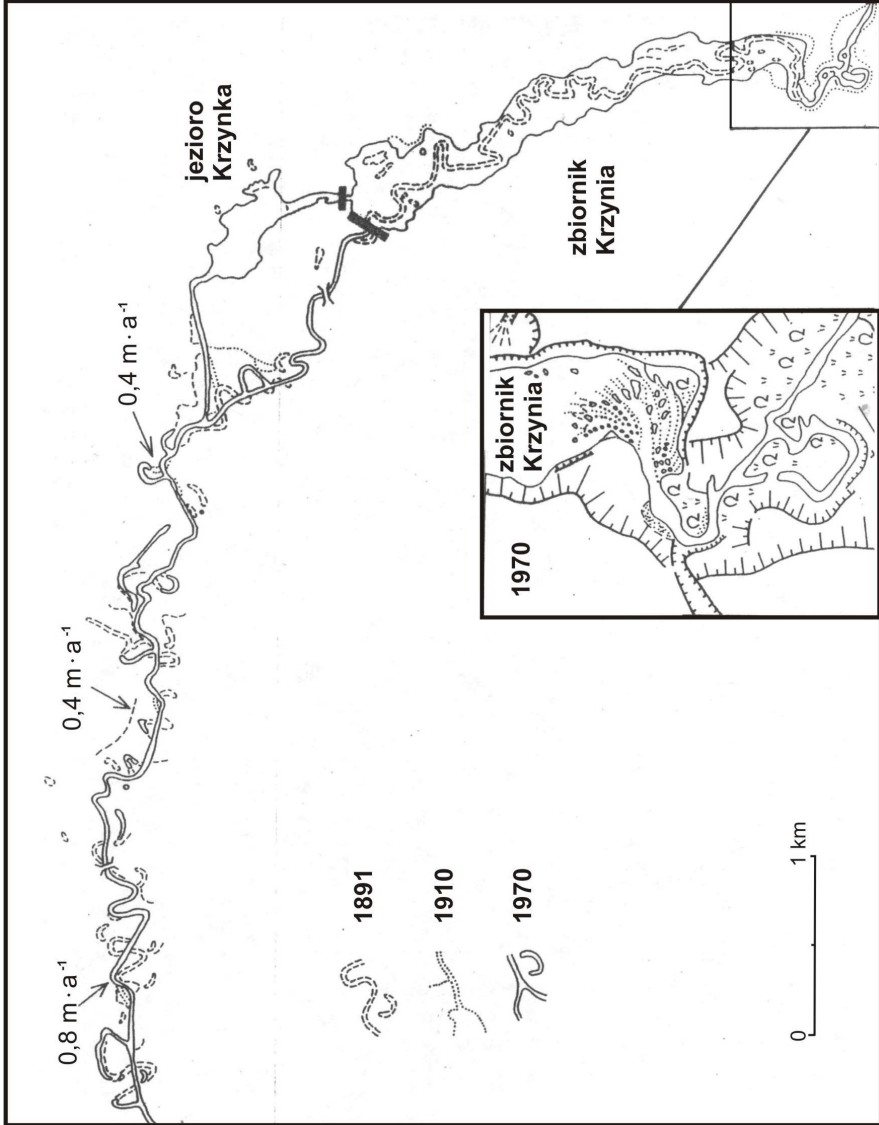 0,8 m · a⁻¹
0,4 m · a⁻¹
0,4 m · a⁻¹
jezioro
Krzynka
zbiornik
Krzynia
1891
1910
1970
1970
zbiornik
Krzynia
0
1 km